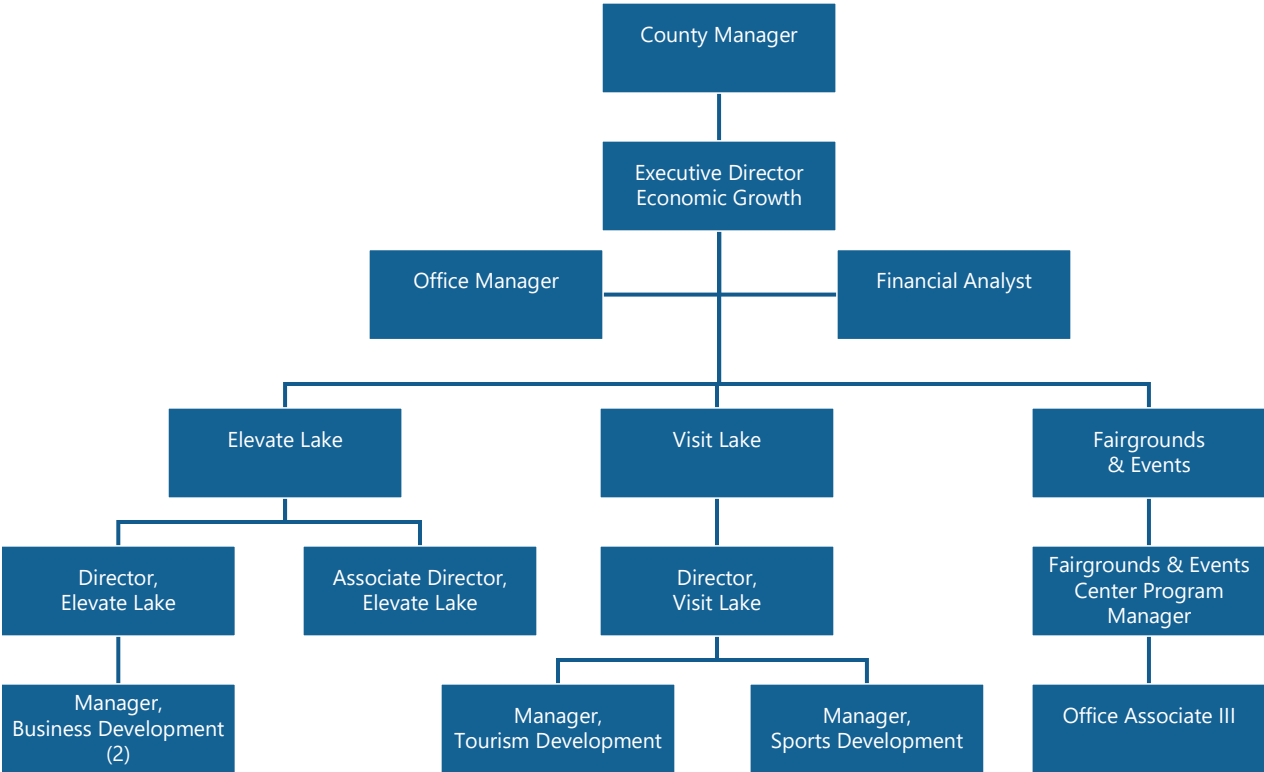 County Manager
Executive Director
Economic Growth
Office Manager
Financial Analyst
Elevate Lake
Visit Lake
Fairgrounds
& Events
Director,
Elevate Lake
Associate Director,
Elevate Lake
Director,
Visit Lake
Fairgrounds & Events
Center Program
Manager
Manager,
Business Development
(2)
Manager,
Tourism Development
Manager,
Sports Development
Office Associate III